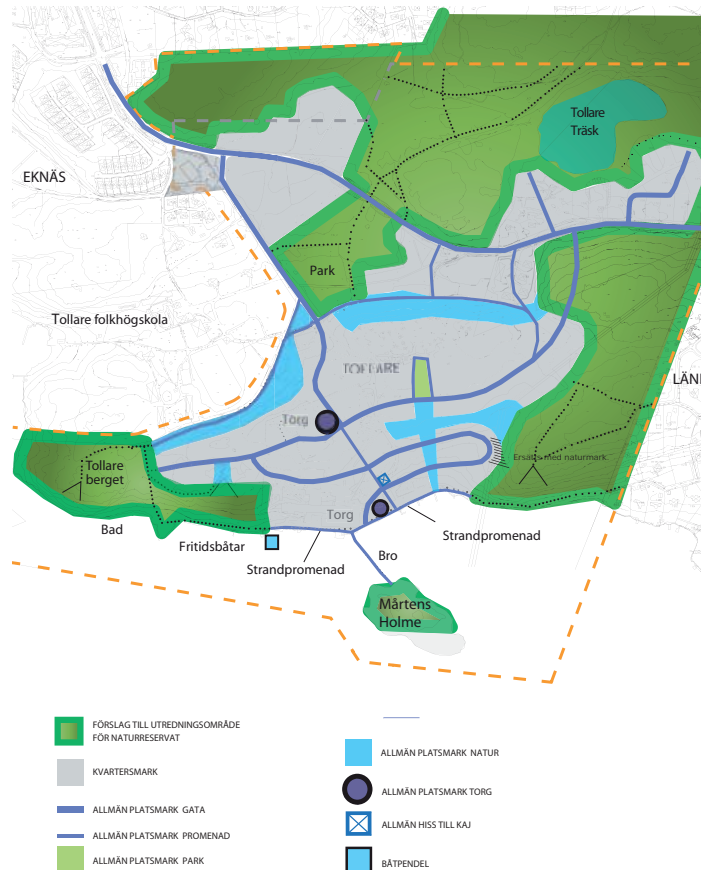 Tollare
Träsk
EKNÄS
Park
Tollare folkhögskola
TOLLARE
LÄN
Torg
Ersätts med naturmark
Tollare
berget
Torg
Bad
Strandpromenad
Fritidsbåtar
Bro
Strandpromenad
Mårtens
Holme
FÖRSLAG TILL UTREDNINGSOMRÅDE
FÖR NATURRESERVAT
KVARTERSMARK
ALLMÄN PLATSMARK GATA
ALLMÄN PLATSMARK PROMENAD
ALLMÄN PLATSMARK PARK
ALLMÄN PLATSMARK NATUR
ALLMÄN PLATSMARK TORG
ALLMÄN HISS TILL KAJ
BÅTPENDEL